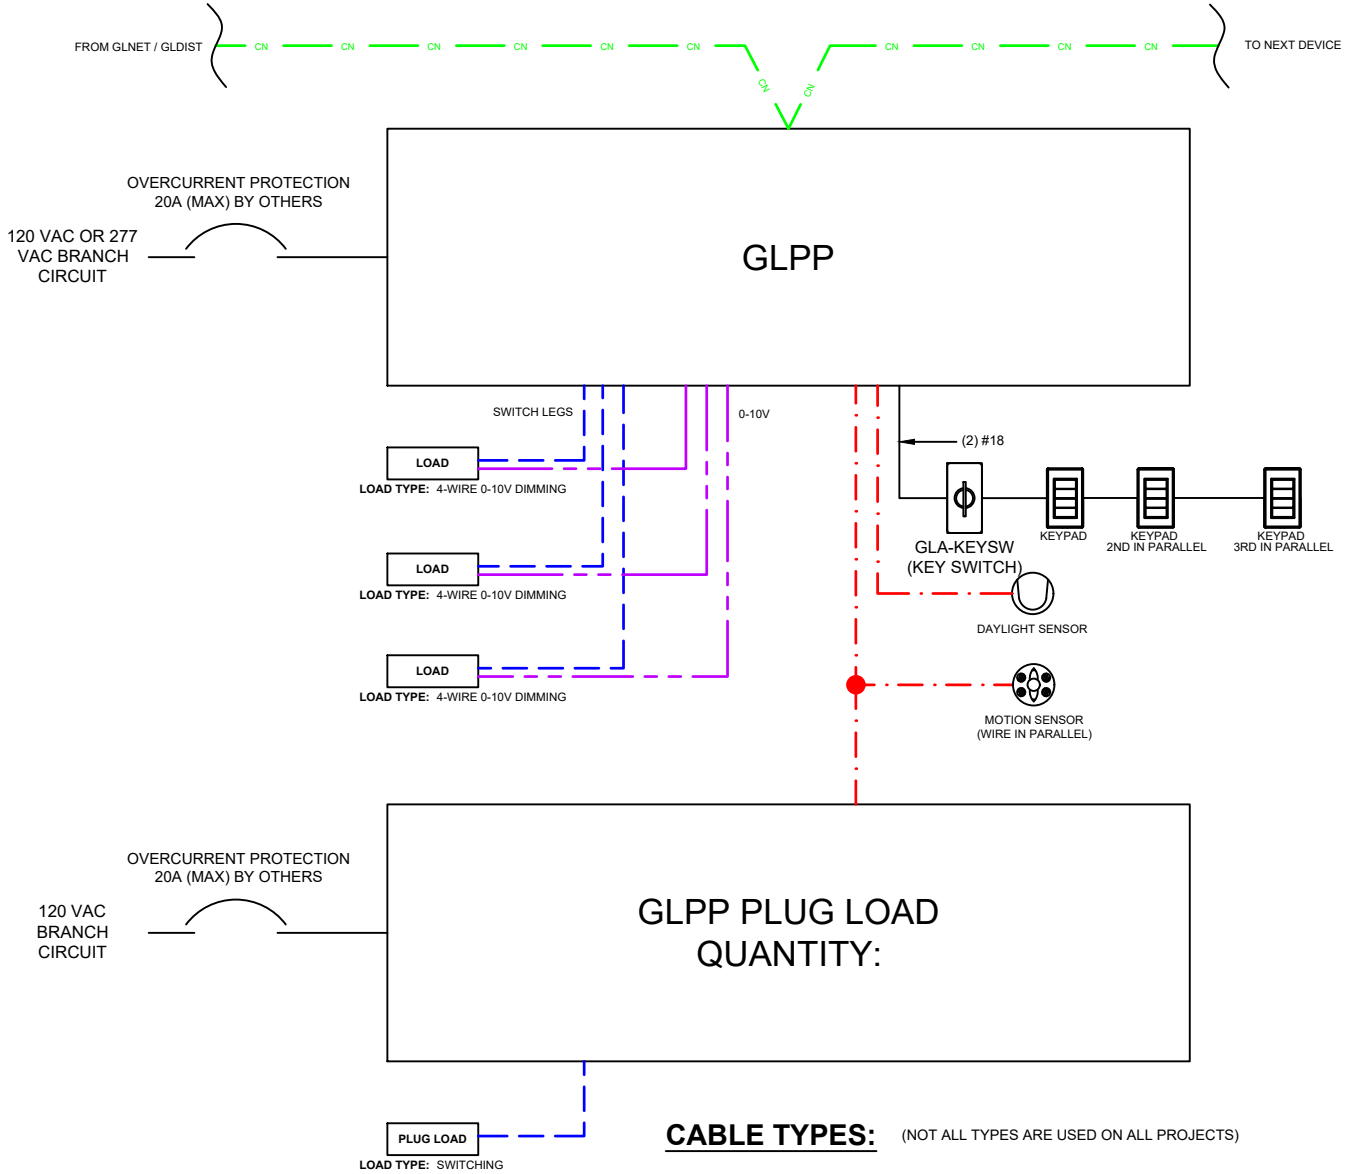 FROM GLNET / GLDIST
CN CN CN CN CN CN CN CN CN CN
TO NEXT DEVICE
CN CN
OVERCURRENT PROTECTION
20A (MAX) BY OTHERS
120 VAC OR 277
VAC BRANCH
CIRCUIT
GLPP
SWITCH LEGS
0-10V
(2) #18
LOAD
LOAD TYPE: 4-WIRE 0-10V DIMMING
KEYPAD
KEYPAD
2ND IN PARALLEL
KEYPAD
3RD IN PARALLEL
GLA-KEYSW
(KEY SWITCH)
LOAD
LOAD TYPE: 4-WIRE 0-10V DIMMING
DAYLIGHT SENSOR
LOAD
LOAD TYPE: 4-WIRE 0-10V DIMMING
MOTION SENSOR
(WIRE IN PARALLEL)
OVERCURRENT PROTECTION
20A (MAX) BY OTHERS
120 VAC
BRANCH
CIRCUIT
GLPP PLUG LOAD
QUANTITY:
PLUG LOAD
LOAD TYPE: SWITCHING
CABLE TYPES: (NOT ALL TYPES ARE USED ON ALL PROJECTS)